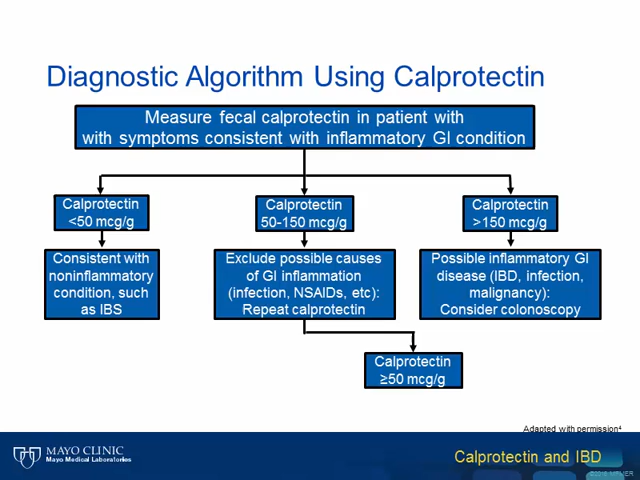 Diagnostic Algorithm Using Calprotectin
Measure fecal calprotectin in patient with
with symptoms consistent with inflammatory GI condition
Calprotectin
<50 mcg/g
Calprotectin
50-150 mcg/g
Calprotectin
>150 mcg/g
Consistent with
noninflammatory
condition, such
as IBS
Exclude possible causes
of GI inflammation
(infection, NSAIDs, etc):
Repeat calprotectin
Possible inflammatory GI
disease (IBD, infection,
malignancy):
Consider colonoscopy
Calprotectin
≥50 mcg/g
Adapted with permission⁴
MAYO CLINIC
Mayo Medical Laboratories
Calprotectin and IBD